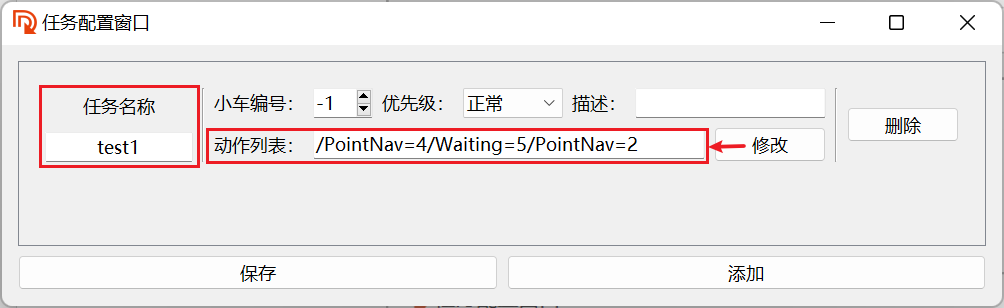 任务配置窗口
任务名称
test1
小车编号： -1 优先级： 正常 描述：
动作列表： /PointNav=4/Waiting=5/PointNav=2 修改
删除
保存 添加